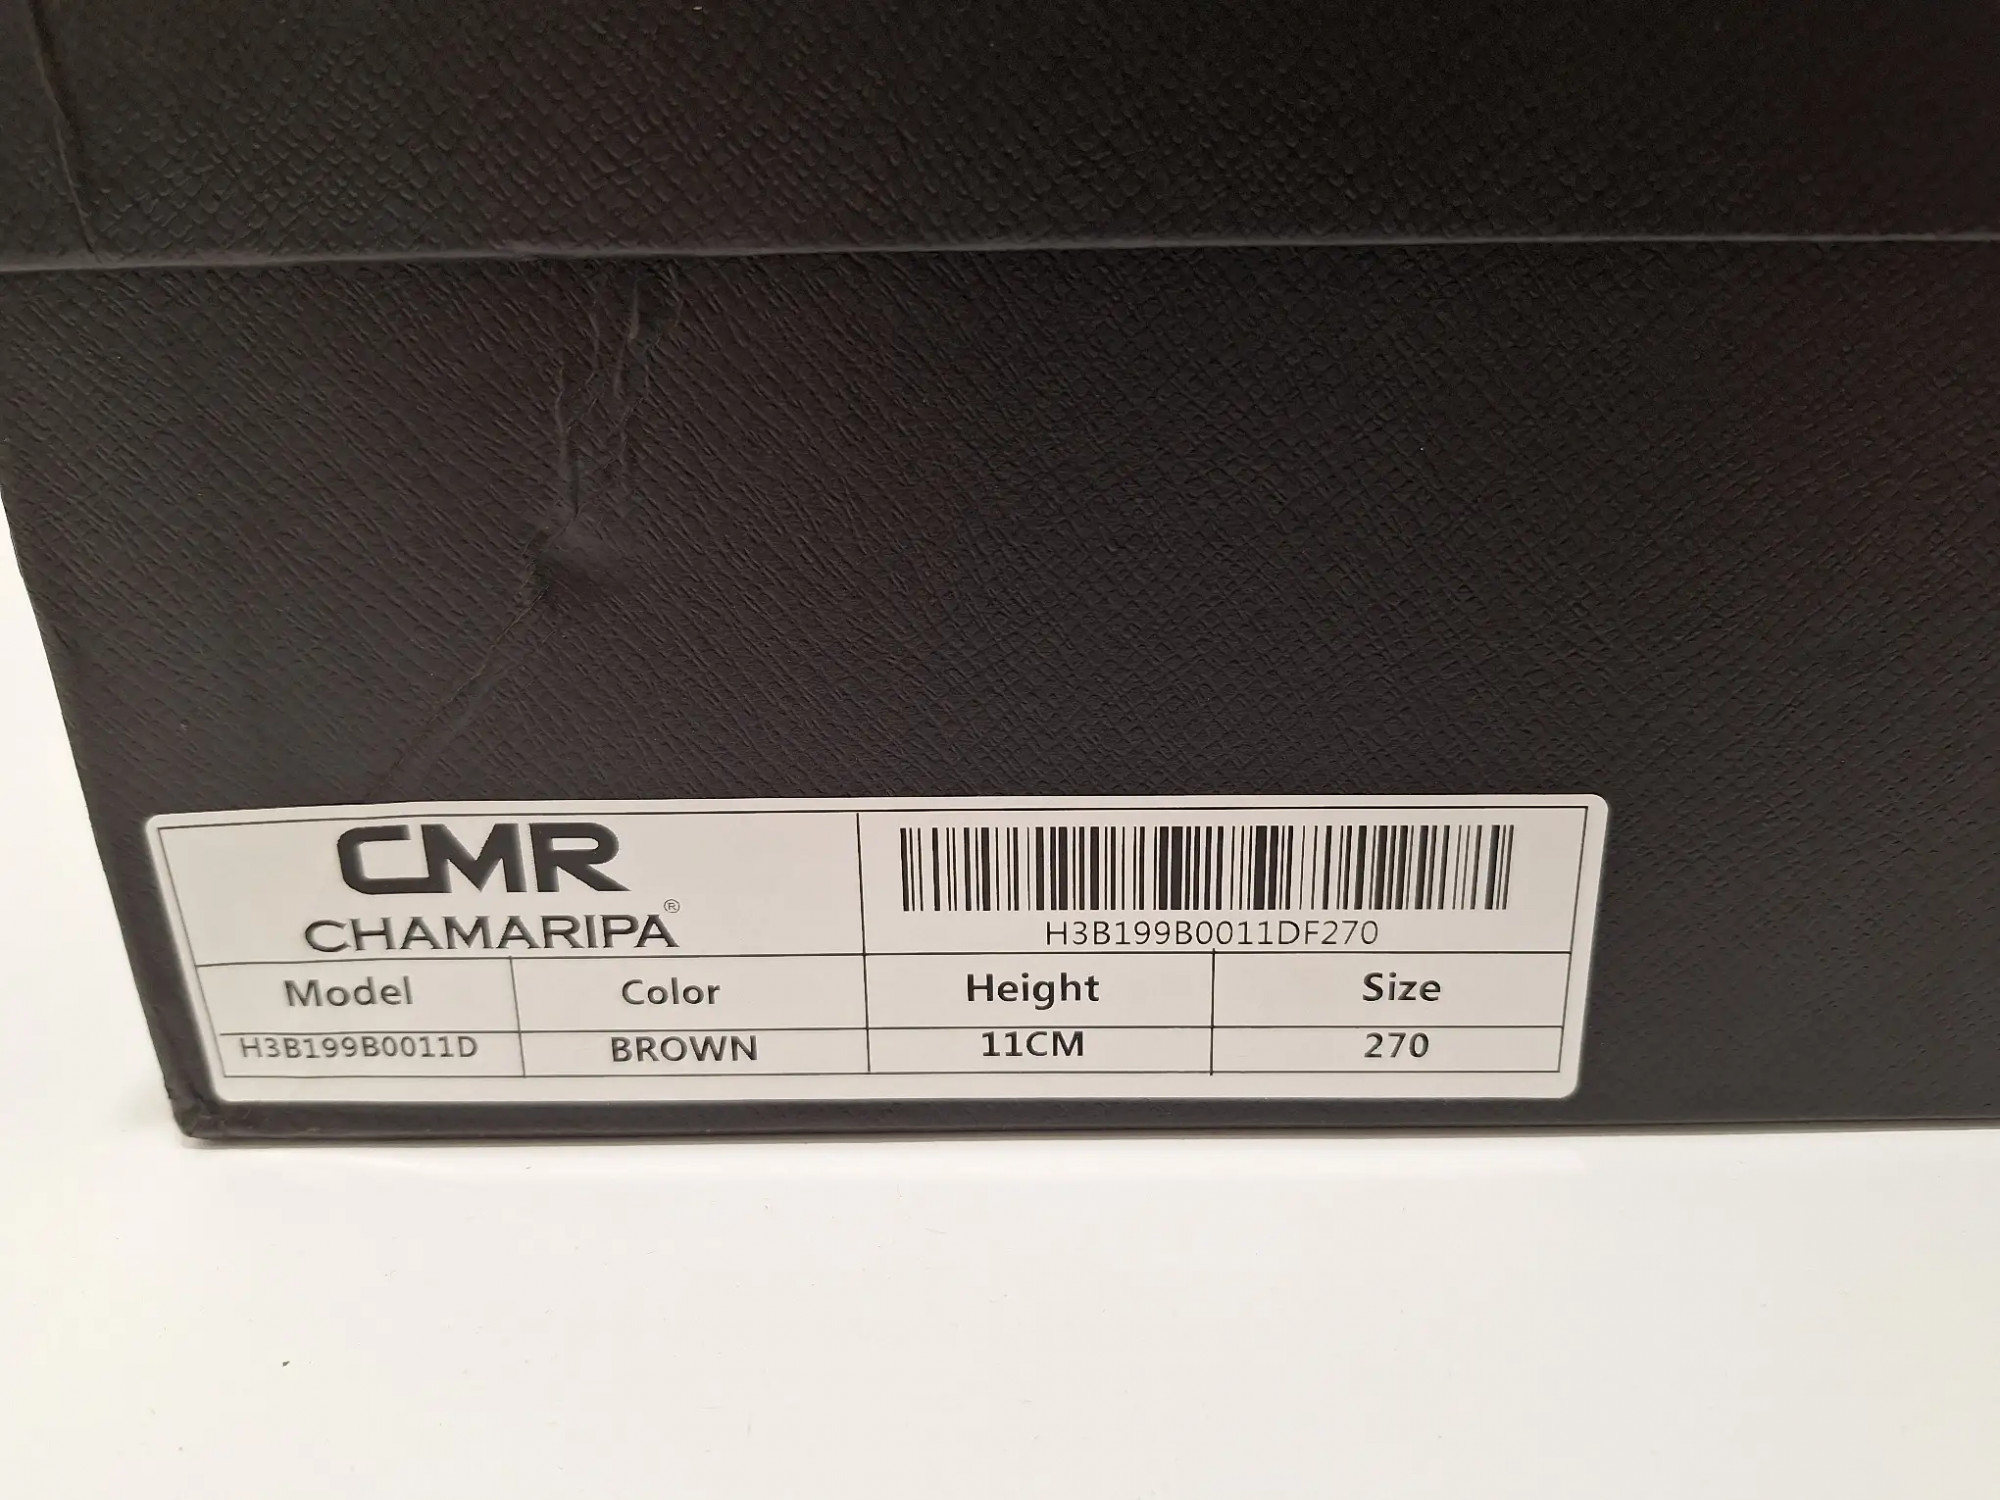 CMR
CHAMARIPA®
H3B199B0011DF270
Model Color Height Size
H3B199B0011D BROWN 11CM 270